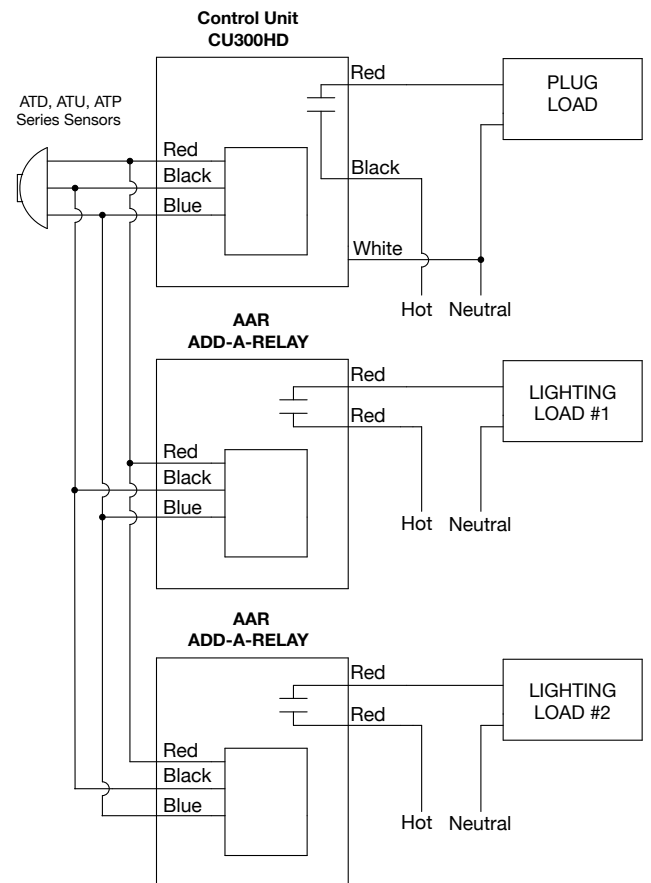 Control Unit
CU300HD
ATD, ATU, ATP
Series Sensors
Red
PLUG
LOAD
Red
Black
Blue
Black
White
Hot Neutral
AAR
ADD-A-RELAY
Red
LIGHTING
LOAD #1
Red
Red
Black
Blue
Hot Neutral
AAR
ADD-A-RELAY
Red
LIGHTING
LOAD #2
Red
Red
Black
Blue
Hot Neutral